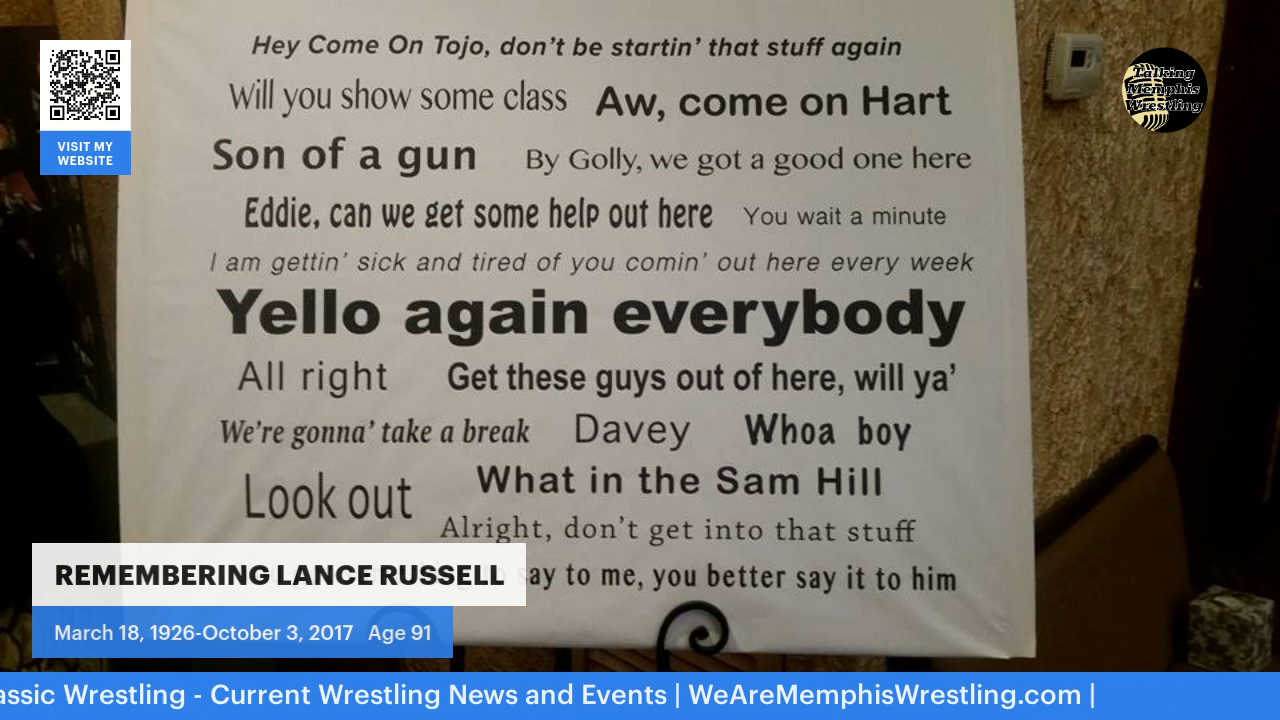 Hey Come On Tojo, don't be startin' that stuff again
Will you show some class Aw, come on Hart
Son of a gun By Golly, we got a good one here
Eddie, can we get some help out here You wait a minute
I am gettin' sick and tired of you comin' out here every week
Yello again everybody
All right Get these guys out of here, will ya'
We're gonna' take a break Davey Whoa boy
Look out What in the Sam Hill
Alright, don't get into that stuff
say to me, you better say it to him
VISIT MY
WEBSITE
Talking
Memphis
Wrestling
REMEMBERING LANCE RUSSELL
March 18, 1926-October 3, 2017 Age 91
assic Wrestling - Current Wrestling News and Events | WeAreMemphisWrestling.com |